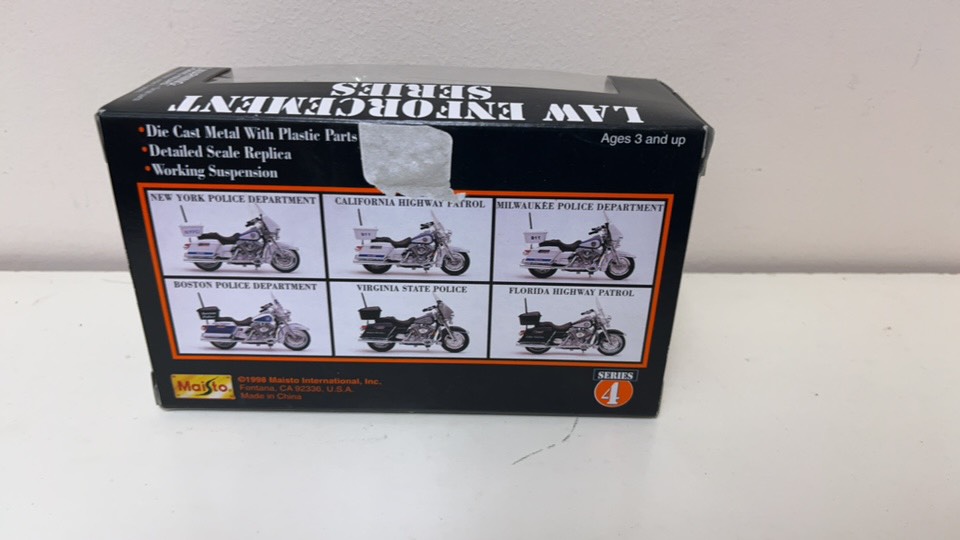 LAW ENFORCEMENT
SERIES
•Die Cast Metal With Plastic Parts
•Detailed Scale Replica
•Working Suspension
Ages 3 and up
NEW YORK POLICE DEPARTMENT
CALIFORNIA HIGHWAY PATROL
MILWAUKEE POLICE DEPARTMENT
BOSTON POLICE DEPARTMENT
VIRGINIA STATE POLICE
FLORIDA HIGHWAY PATROL
Maisto
©1998 Maisto International, Inc.
Fontana, CA 92336. U.S.A.
Made in China
SERIES
4